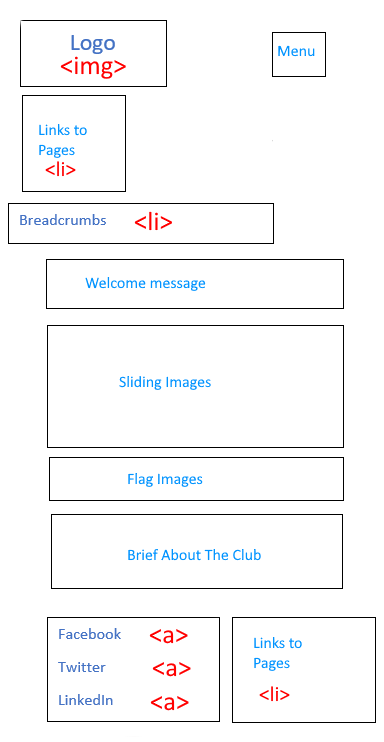 Logo
<img>
Menu
Links to
Pages
<li>
Breadcrumbs <li>
Welcome message
Sliding Images
Flag Images
Brief About The Club
Facebook <a>
Twitter <a>
LinkedIn <a>
Links to
Pages
<li>